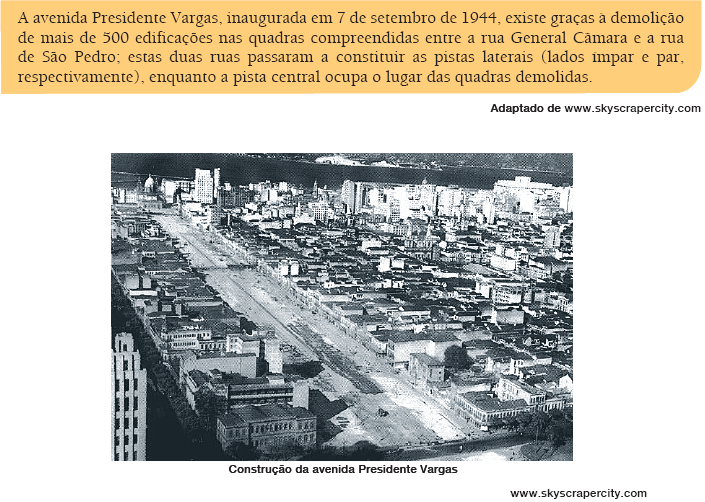 A avenida Presidente Vargas, inaugurada em 7 de setembro de 1944, existe graças à demolição
de mais de 500 edificações nas quadras compreendidas entre a rua General Câmara e a rua
de São Pedro; estas duas ruas passaram a constituir as pistas laterais (lados ímpar e par,
respectivamente), enquanto a pista central ocupa o lugar das quadras demolidas.
Adaptado de www.skyscrapercity.com
Construção da avenida Presidente Vargas
www.skyscrapercity.com